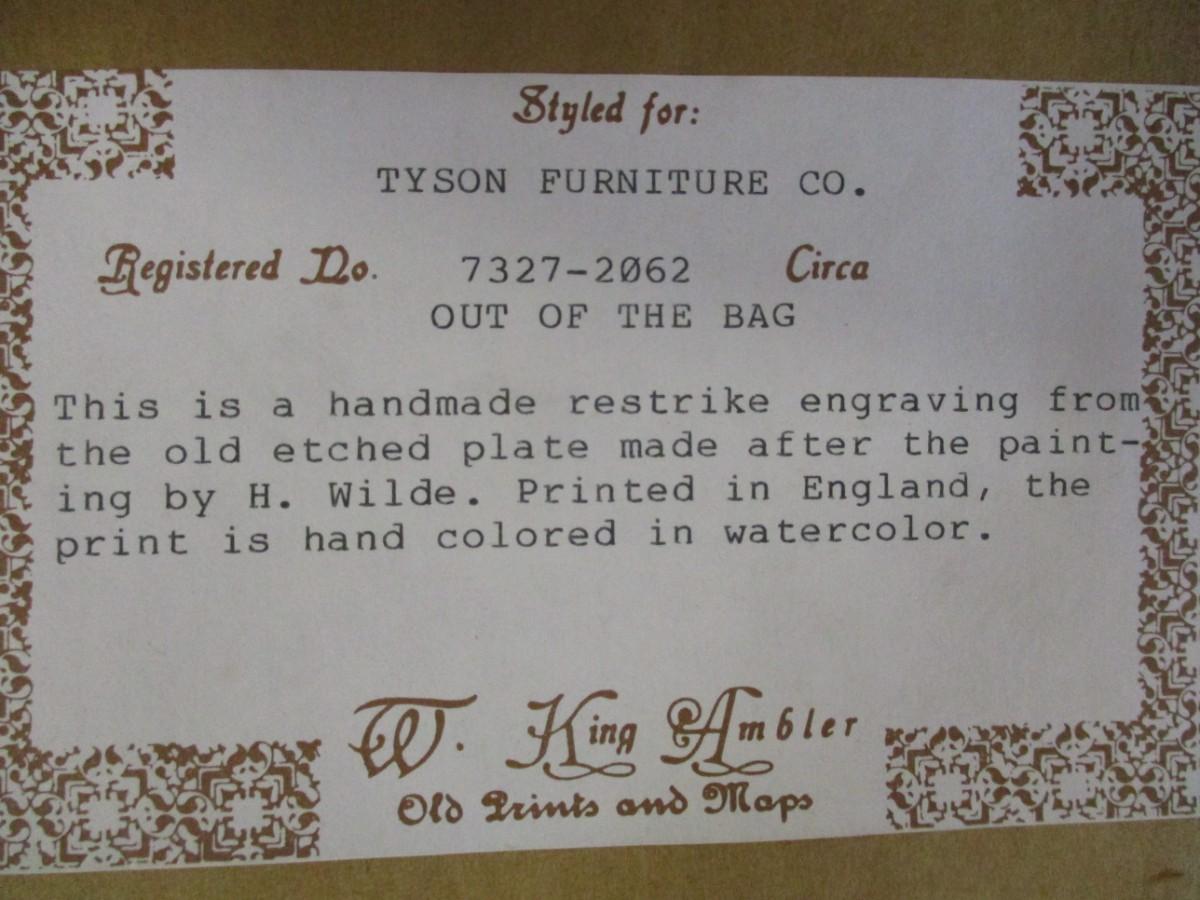 Styled for:
TYSON FURNITURE CO.
Registered No. 7327-2062 Circa
OUT OF THE BAG
This is a handmade restrike engraving from
the old etched plate made after the paint-
ing by H. Wilde. Printed in England, the
print is hand colored in watercolor.
W. King Ambler
Old Prints and Maps